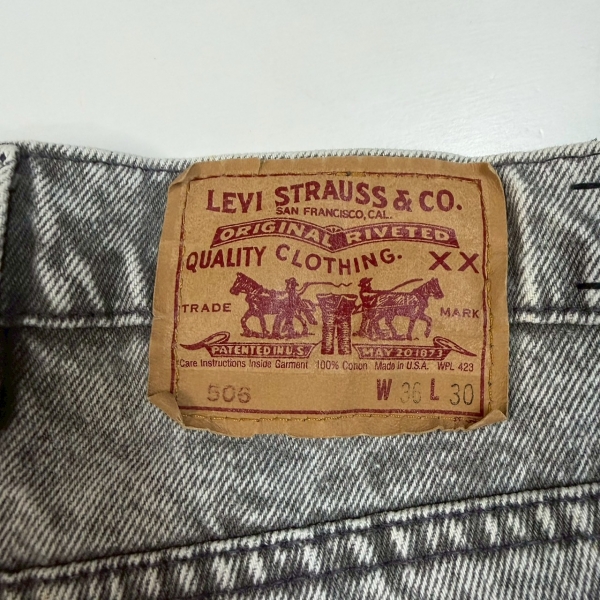 LEVI STRAUSS & CO.
SAN FRANCISCO, CAL.
ORIGINAL RIVETED
QUALITY CLOTHING. XX
TRADE MARK
PATENTED IN U.S. MAY 20 1873
Care Instructions Inside Garment 100% Cotton Made in U.S.A. WPL 423
506 W 36 L 30